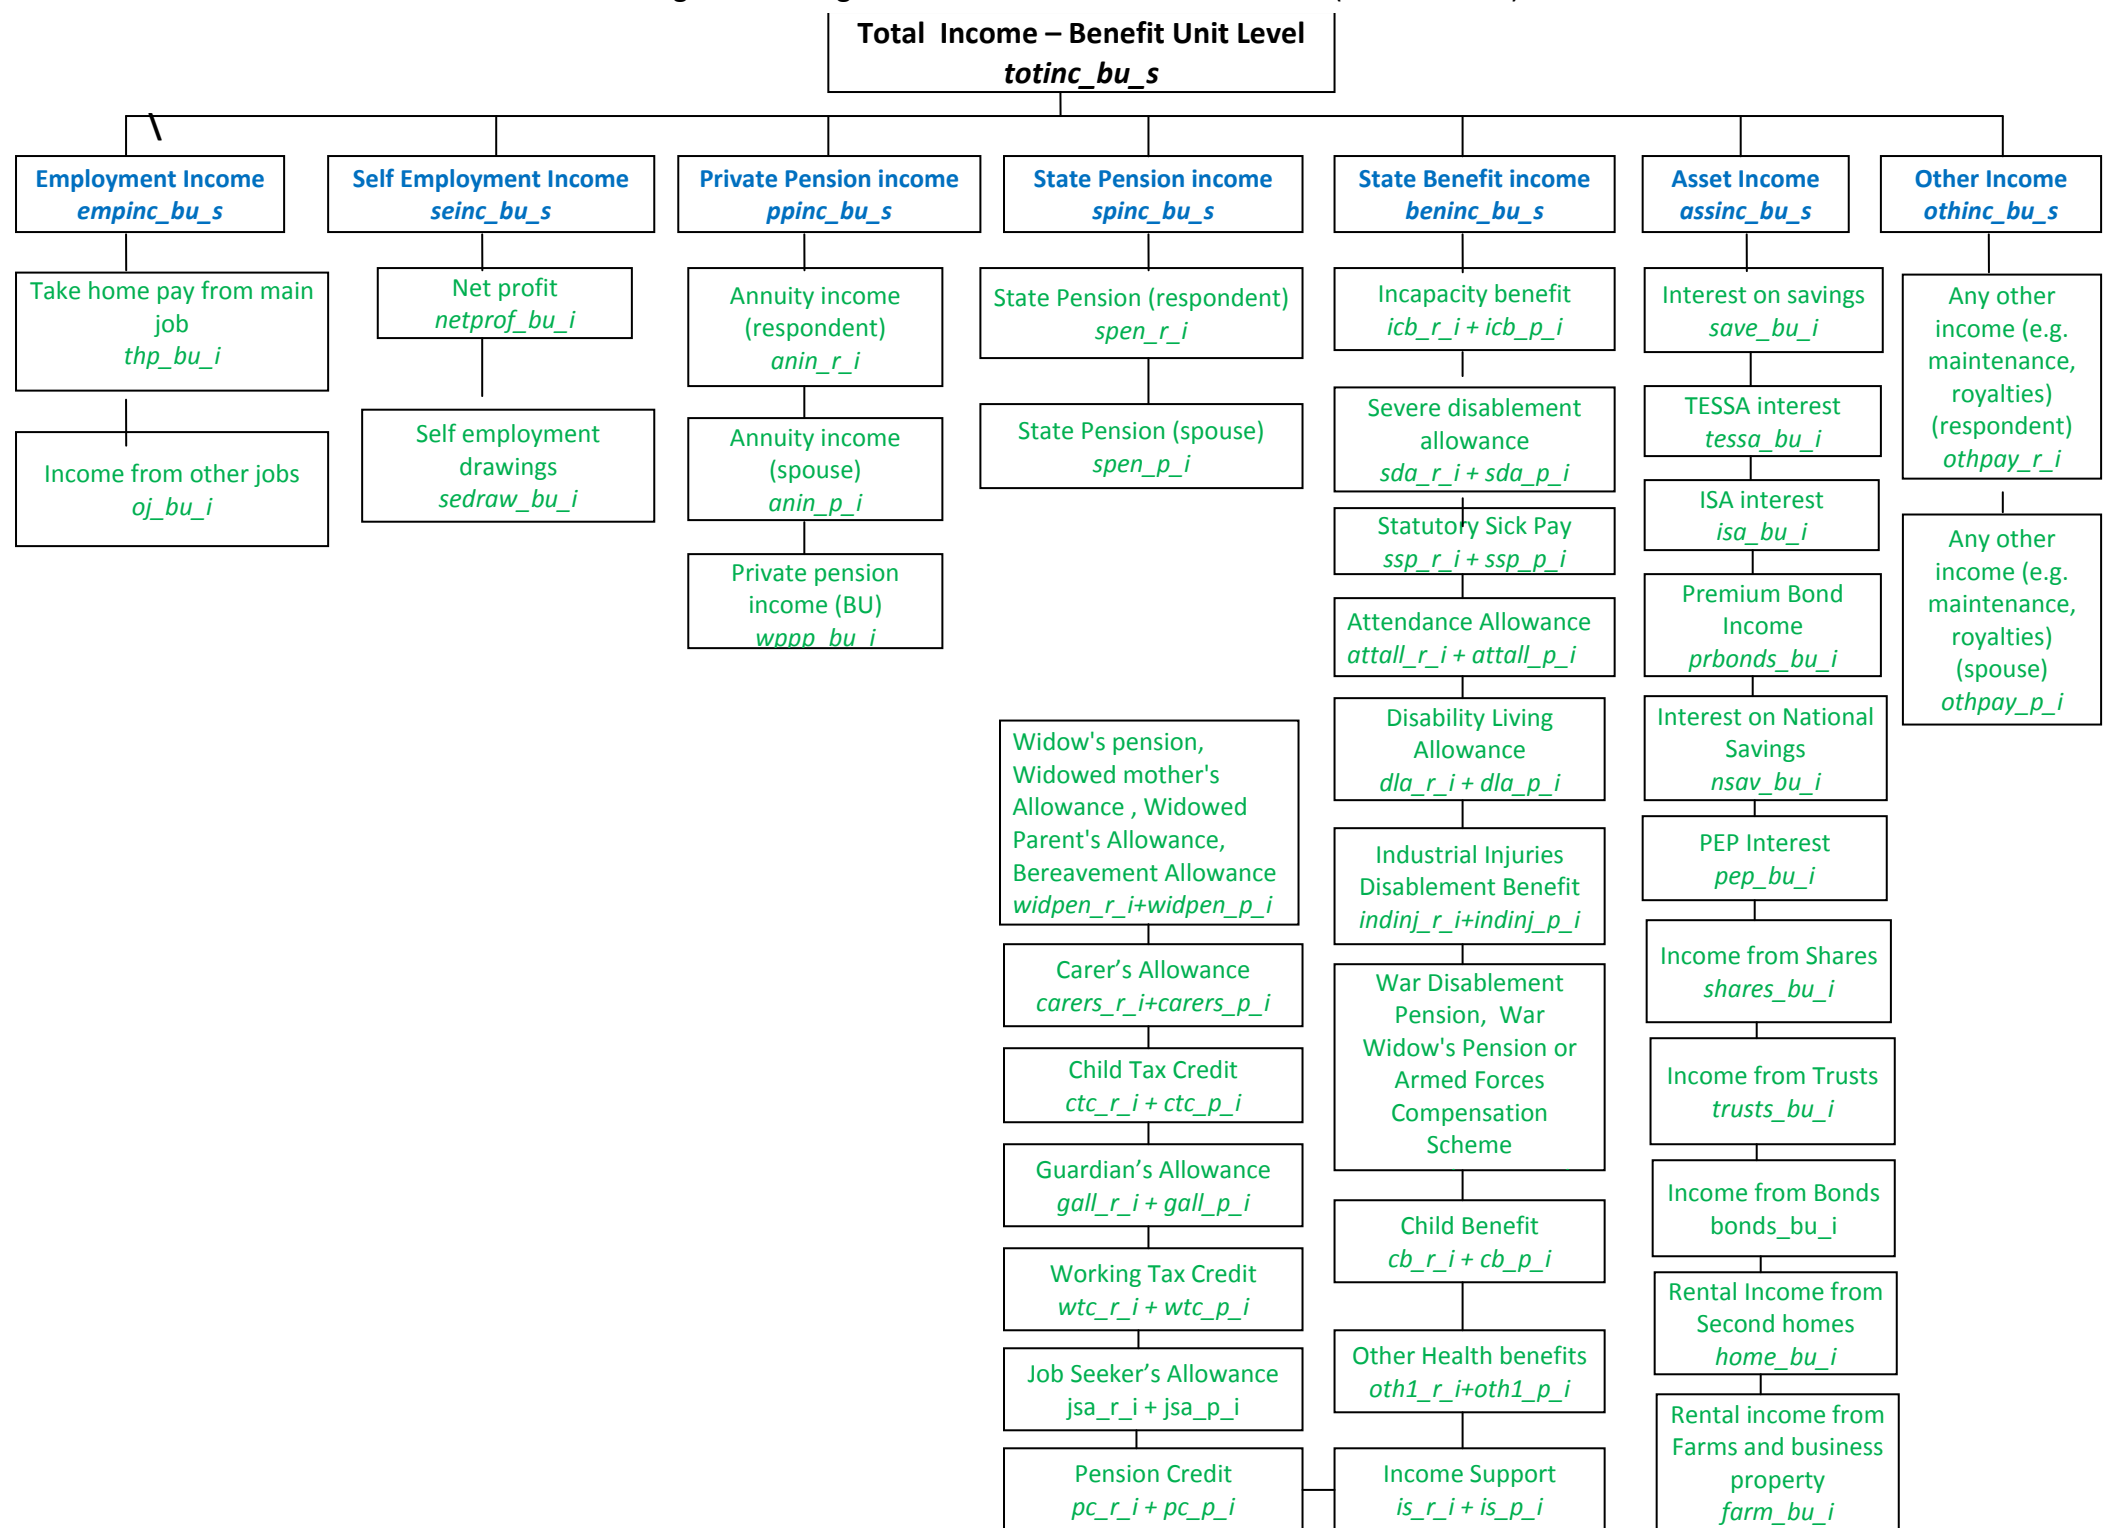 Total  Income – Benefit Unit Level
totinc_bu_s
\
Employment Income
empinc_bu_s
Take home pay from main
job
thp_bu_i
Income from other jobs
oj_bu_i
Self Employment Income
seinc_bu_s
Net profit
netprof_bu_i
Self employment
drawings
sedraw_bu_i
Private Pension income
ppinc_bu_s
Annuity income
(respondent)
anin_r_i
Annuity income
(spouse)
anin_p_i
Private pension
income (BU)
wppp_bu_i
State Pension income
spinc_bu_s
State Pension (respondent)
spen_r_i
State Pension (spouse)
spen_p_i
State Benefit income
beninc_bu_s
Incapacity benefit
icb_r_i + icb_p_i
Severe disablement
allowance
sda_r_i + sda_p_i
Statutory Sick Pay
ssp_r_i + ssp_p_i
Attendance Allowance
attall_r_i + attall_p_i
Disability Living
Allowance
dla_r_i + dla_p_i
Industrial Injuries
Disablement Benefit
indinj_r_i+indinj_p_i
War Disablement
Pension,  War
Widow's Pension or
Armed Forces
Compensation
Scheme
Child Benefit
cb_r_i + cb_p_i
Other Health benefits
oth1_r_i+oth1_p_i
Income Support
is_r_i + is_p_i
Widow's pension,
Widowed mother's
Allowance , Widowed
Parent's Allowance,
Bereavement Allowance
widpen_r_i+widpen_p_i
Carer’s Allowance
carers_r_i+carers_p_i
Child Tax Credit
ctc_r_i + ctc_p_i
Guardian’s Allowance
gall_r_i + gall_p_i
Working Tax Credit
wtc_r_i + wtc_p_i
Job Seeker’s Allowance
jsa_r_i + jsa_p_i
Pension Credit
pc_r_i + pc_p_i
Asset Income
assinc_bu_s
Interest on savings
save_bu_i
TESSA interest
tessa_bu_i
ISA interest
isa_bu_i
Premium Bond
Income
prbonds_bu_i
Interest on National
Savings
nsav_bu_i
PEP Interest
pep_bu_i
Income from Shares
shares_bu_i
Income from Trusts
trusts_bu_i
Income from Bonds
bonds_bu_i
Rental Income from
Second homes
home_bu_i
Rental income from
Farms and business
property
farm_bu_i
Other Income
othinc_bu_s
Any other
income (e.g.
maintenance,
royalties)
(respondent)
othpay_r_i
Any other
income (e.g.
maintenance,
royalties)
(spouse)
othpay_p_i